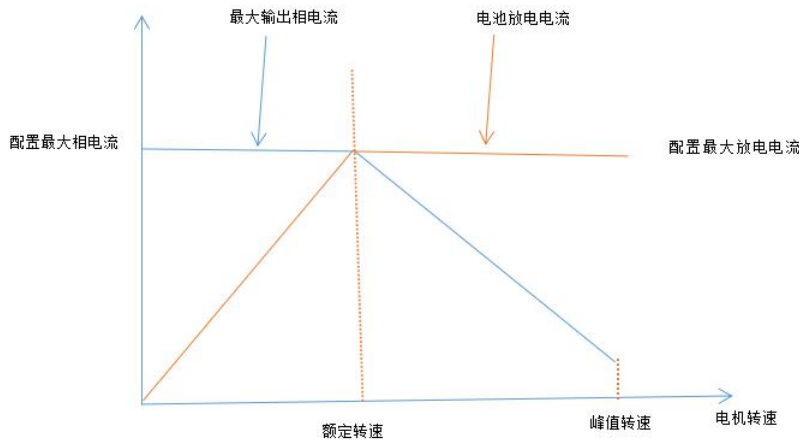 最大输出相电流
电池放电电流
配置最大相电流
配置最大放电电流
额定转速
峰值转速
电机转速